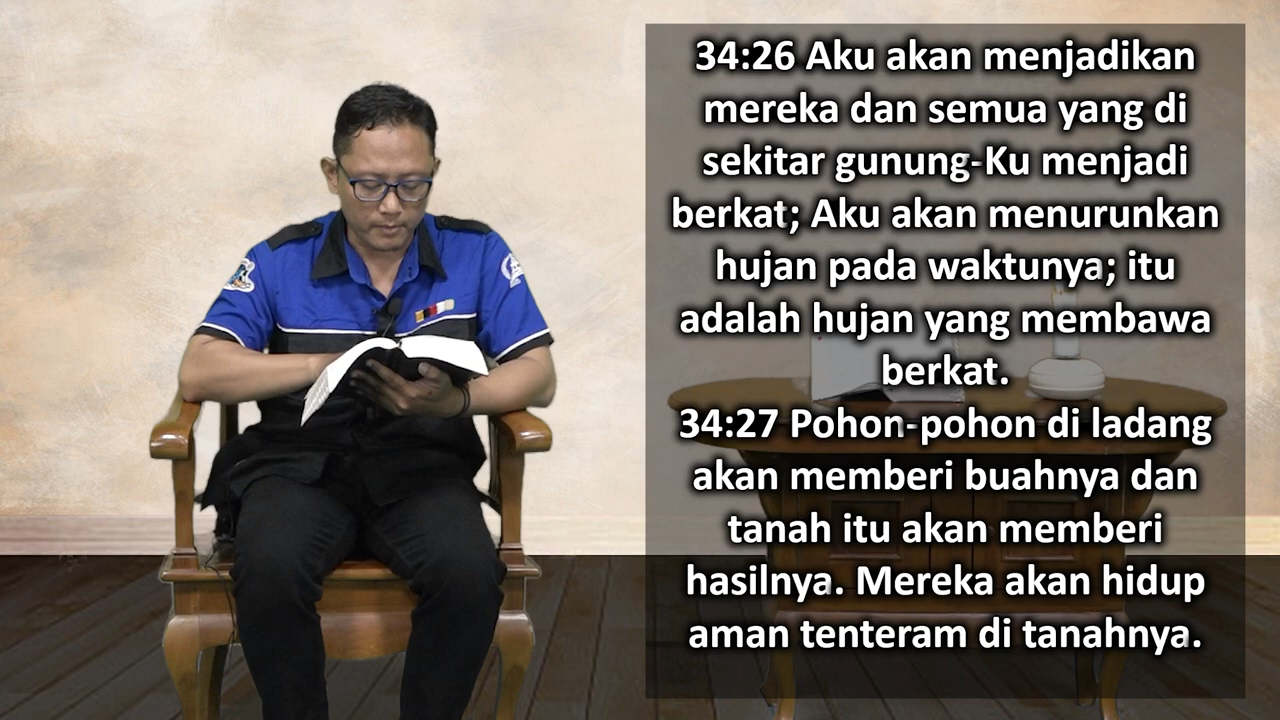 34:26 Aku akan menjadikan
mereka dan semua yang di
sekitar gunung-Ku menjadi
berkat; Aku akan menurunkan
hujan pada waktunya; itu
adalah hujan yang membawa
berkat.
34:27 Pohon-pohon di ladang
akan memberi buahnya dan
tanah itu akan memberi
hasilnya. Mereka akan hidup
aman tenteram di tanahnya.